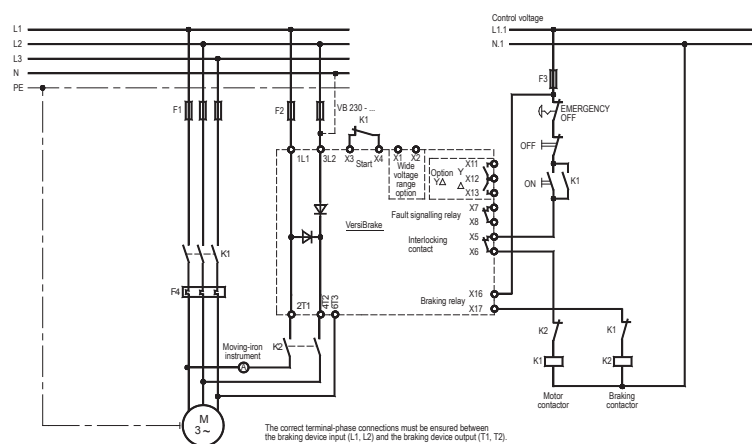 L1
L2
L3
N
PE
F1
F2
VB 230 - ...
K1
1L1
3L2
X3
X4
X1
X2
Start
Wide
voltage
range
option
Option Y
Y△ △
X11
X12
X13
Fault signalling relay
X7
X8
VersiBrake
Interlocking
contact
X5
X6
Braking relay
X16
X17
K1
F4
2T1
4T2
6T3
K2
Moving-iron
instrument
A
M
3 ~
Control voltage
L1.1
N.1
F3
EMERGENCY
OFF
OFF
ON
K1
K2
K1
K1
K2
Motor
contactor
Braking
contactor
The correct terminal-phase connections must be ensured between
the braking device input (L1, L2) and the braking device output (T1, T2).